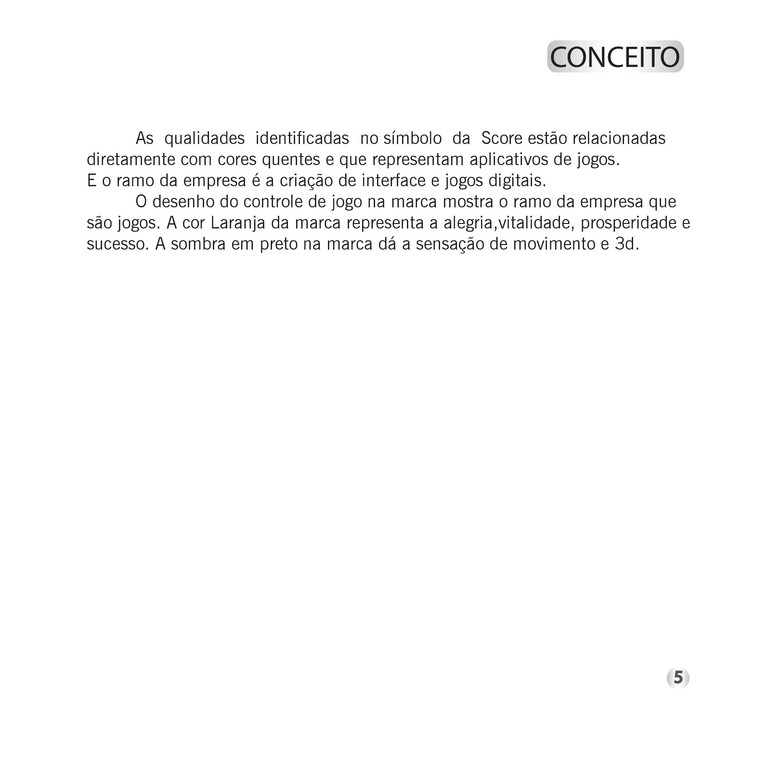 CONCEITO
As qualidades identificadas no símbolo da Score estão relacionadas
diretamente com cores quentes e que representam aplicativos de jogos.
E o ramo da empresa é a criação de interface e jogos digitais.
O desenho do controle de jogo na marca mostra o ramo da empresa que
são jogos. A cor Laranja da marca representa a alegria,vitalidade, prosperidade e
sucesso. A sombra em preto na marca dá a sensação de movimento e 3d.
5